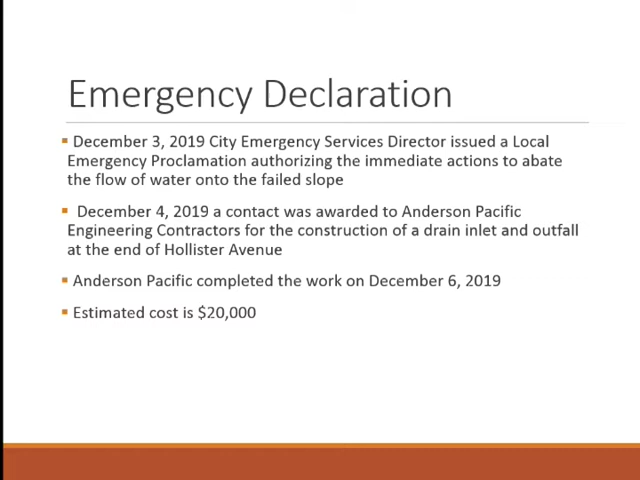 Emergency Declaration
▪ December 3, 2019 City Emergency Services Director issued a Local
Emergency Proclamation authorizing the immediate actions to abate
the flow of water onto the failed slope
▪ December 4, 2019 a contact was awarded to Anderson Pacific
Engineering Contractors for the construction of a drain inlet and outfall
at the end of Hollister Avenue
▪ Anderson Pacific completed the work on December 6, 2019
▪ Estimated cost is $20,000